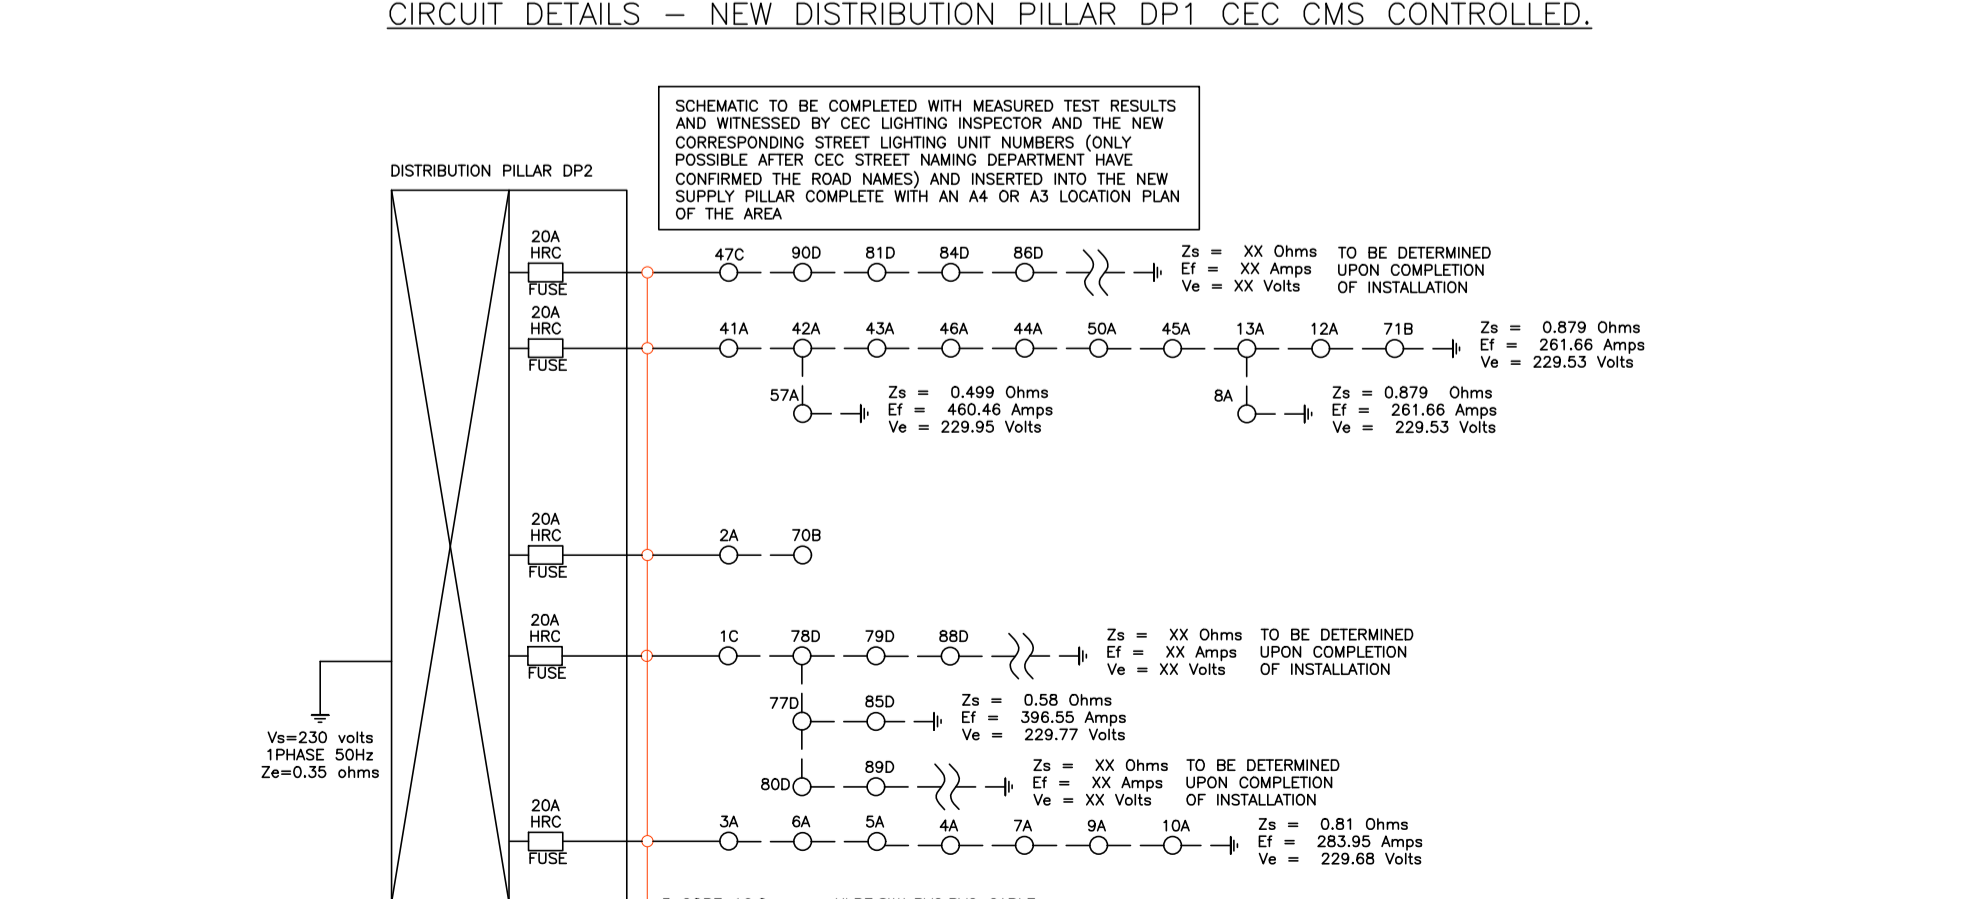 CIRCUIT DETAILS – NEW DISTRIBUTION PILLAR DP1 CEC CMS CONTROLLED.
SCHEMATIC TO BE COMPLETED WITH MEASURED TEST RESULTS
AND WITNESSED BY CEC LIGHTING INSPECTOR AND THE NEW
CORRESPONDING STREET LIGHTING UNIT NUMBERS (ONLY
POSSIBLE AFTER CEC STREET NAMING DEPARTMENT HAVE
CONFIRMED THE ROAD NAMES) AND INSERTED INTO THE NEW
SUPPLY PILLAR COMPLETE WITH AN A4 OR A3 LOCATION PLAN
OF THE AREA
DISTRIBUTION PILLAR DP2
20A
HRC
FUSE
47C 90D 81D 84D 86D
Zs = XX Ohms TO BE DETERMINED
Ef = XX Amps UPON COMPLETION
Ve = XX Volts OF INSTALLATION
20A
HRC
FUSE
41A 42A 43A 46A 44A 50A 45A 13A 12A 71B
Zs = 0.879 Ohms
Ef = 261.66 Amps
Ve = 229.53 Volts
57A
Zs = 0.499 Ohms
Ef = 460.46 Amps
Ve = 229.95 Volts
8A
Zs = 0.879 Ohms
Ef = 261.66 Amps
Ve = 229.53 Volts
20A
HRC
FUSE
2A 70B
20A
HRC
FUSE
1C 78D 79D 88D
Zs = XX Ohms TO BE DETERMINED
Ef = XX Amps UPON COMPLETION
Ve = XX Volts OF INSTALLATION
77D 85D
Zs = 0.58 Ohms
Ef = 396.55 Amps
Ve = 229.77 Volts
Vs=230 volts
1PHASE 50Hz
Ze=0.35 ohms
80D 89D
Zs = XX Ohms TO BE DETERMINED
Ef = XX Amps UPON COMPLETION
Ve = XX Volts OF INSTALLATION
20A
HRC
FUSE
3A 6A 5A 4A 7A 9A 10A
Zs = 0.81 Ohms
Ef = 283.95 Amps
Ve = 229.68 Volts